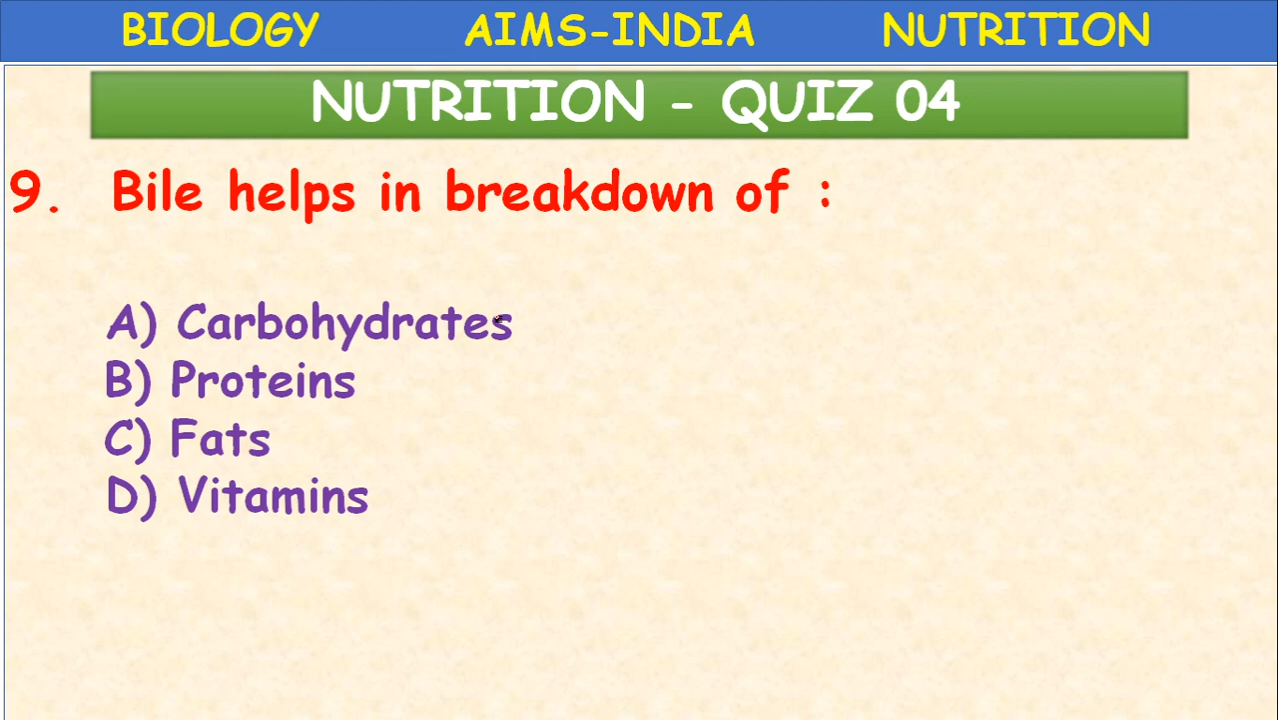 BIOLOGY AIMS-INDIA NUTRITION
NUTRITION - QUIZ 04
9. Bile helps in breakdown of :
A) Carbohydrates
B) Proteins
C) Fats
D) Vitamins